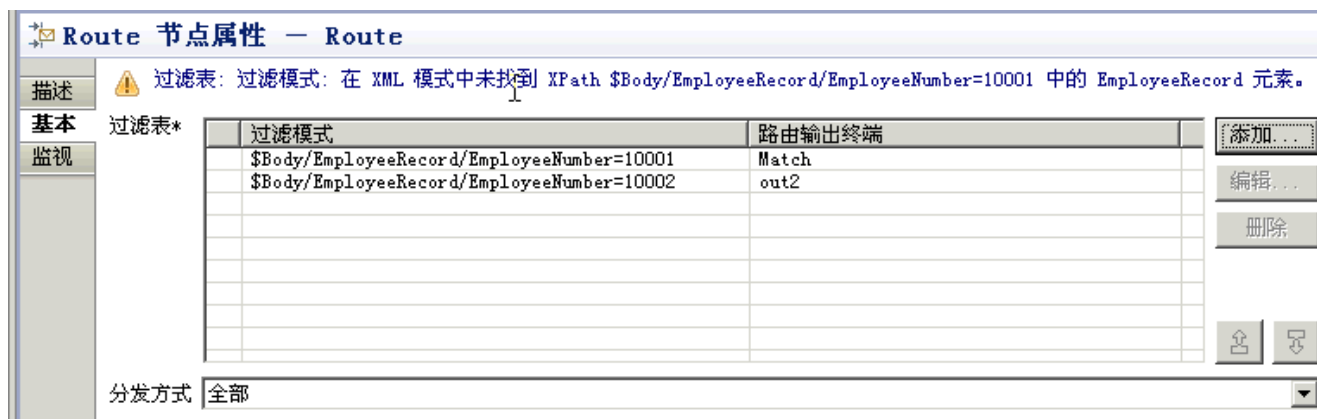 Route 节点属性 - Route
描述
过滤表: 过滤模式: 在 XML 模式中未找到 XPath $Body/EmployeeRecord/EmployeeNumber=10001 中的 EmployeeRecord 元素。
基本
监视
过滤表*
过滤模式 路由输出终端
$Body/EmployeeRecord/EmployeeNumber=10001 Match
$Body/EmployeeRecord/EmployeeNumber=10002 out2
添加...
编辑...
删除
分发方式 全部